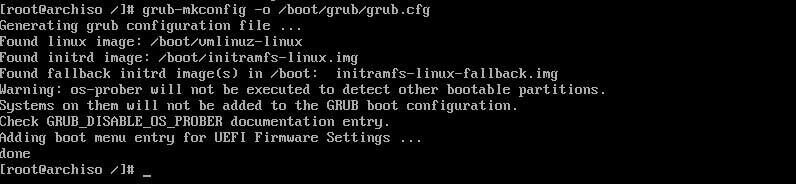 [root@archiso /]# grub-mkconfig -o /boot/grub/grub.cfg
Generating grub configuration file ...
Found linux image: /boot/vmlinuz-linux
Found initrd image: /boot/initramfs-linux.img
Found fallback initrd image(s) in /boot:  initramfs-linux-fallback.img
Warning: os-prober will not be executed to detect other bootable partitions.
Systems on them will not be added to the GRUB boot configuration.
Check GRUB_DISABLE_OS_PROBER documentation entry.
Adding boot menu entry for UEFI Firmware Settings ...
done
[root@archiso /]# _